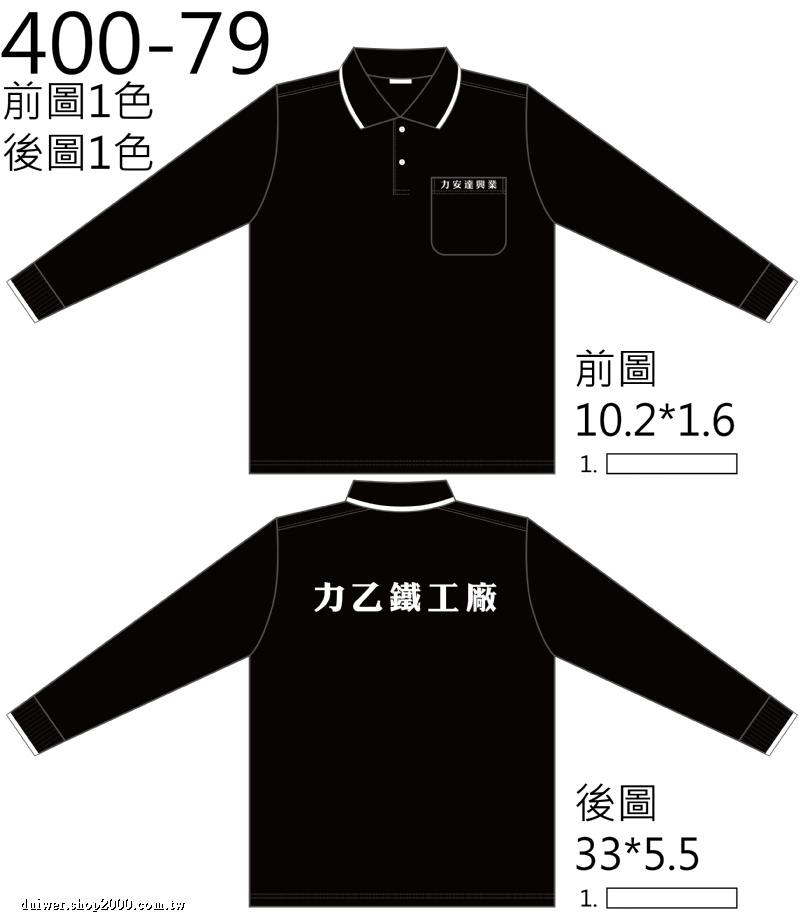 400-79
前圖1色
後圖1色
力安達興業
前圖
10.2*1.6
1.
力乙鐵工廠
後圖
33*5.5
1.
duiwer.shop2000.com.tw